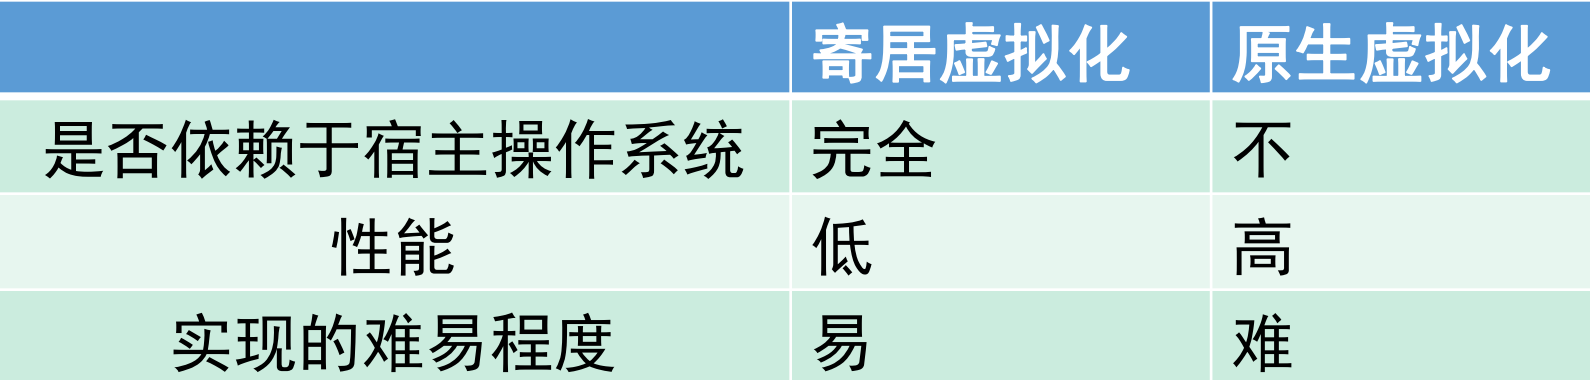 寄居虚拟化 原生虚拟化
是否依赖于宿主操作系统 完全 不
性能 低 高
实现的难易程度 易 难